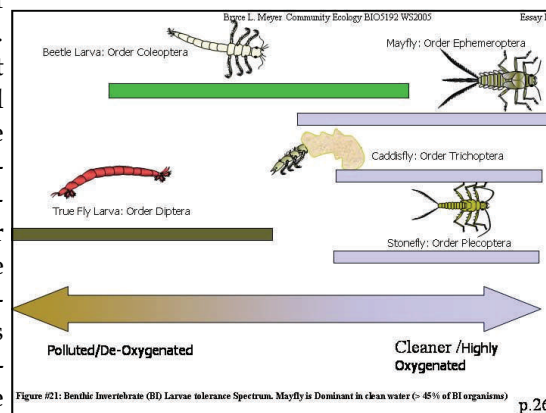 Bryce L. Meyer Community Ecology BIO5192 WS2005
Essay
Beetle Larva: Order Coleoptera
Mayfly: Order Ephemeroptera
Caddisfly: Order Trichoptera
True Fly Larva: Order Diptera
Stonefly: Order Plecoptera
Polluted/De-Oxygenated
Cleaner /Highly
Oxygenated
Figure #21: Benthic Invertebrate (BI) Larvae tolerance Spectrum. Mayfly is Dominant in clean water (> 45% of BI organisms)
p.26